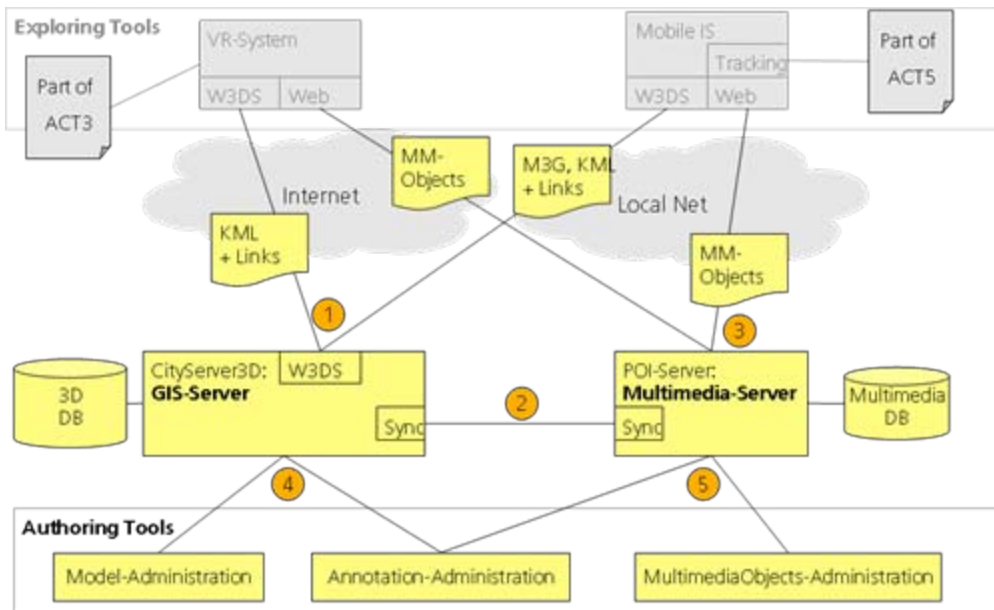 Exploring Tools
VR-System
Mobile IS
Part of
ACT3
Part of
ACT5
Tracking
W3DS
Web
W3DS
Web
MM-
Objects
M3G, KML
+ Links
Internet
Local Net
KML
+ Links
MM-
Objects
1
3
CityServer3D:
GIS-Server
W3DS
POI-Server:
Multimedia-Server
3D
DB
2
Multimedia
DB
Sync
Sync
4
5
Authoring Tools
Model-Administration
Annotation-Administration
MultimediaObjects-Administration